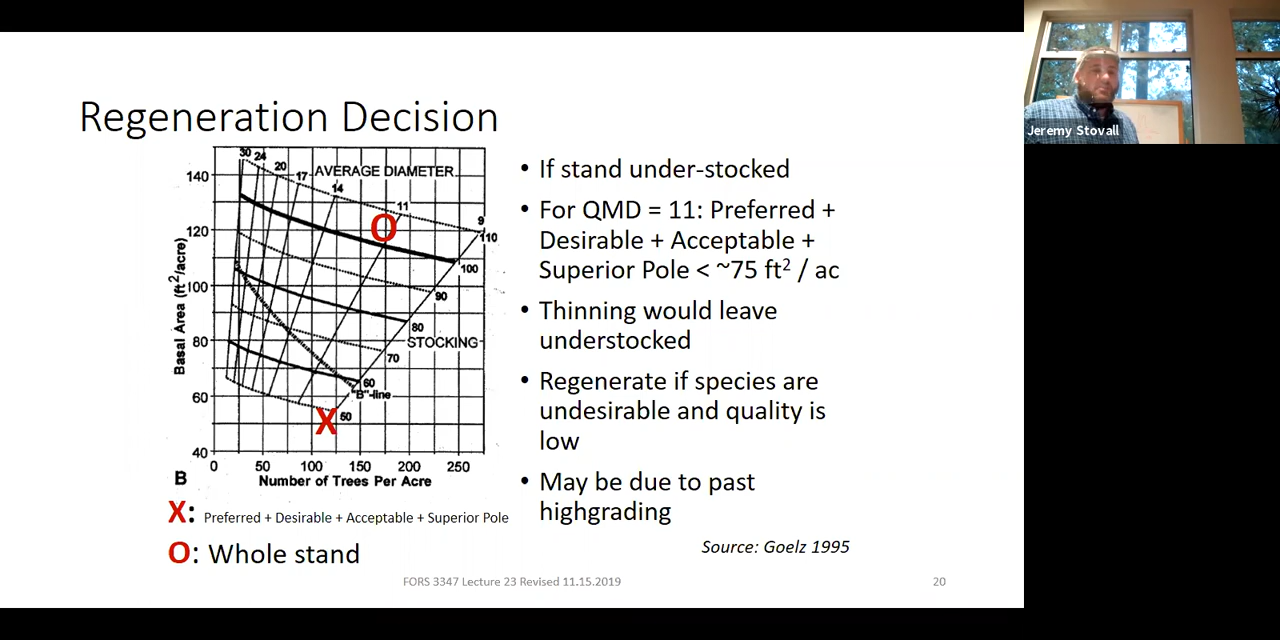 Regeneration Decision
30 24 20 17 AVERAGE DIAMETER
14
11
9
110
100
90
80
STOCKING
70
60
"B"-line
50
Basal Area (ft²/acre)
140
120
100
80
60
40
0 50 100 150 200 250
Number of Trees Per Acre
B
O
X
X: Preferred + Desirable + Acceptable + Superior Pole
O: Whole stand
• If stand under-stocked
• For QMD = 11: Preferred +
Desirable + Acceptable +
Superior Pole < ~75 ft² / ac
• Thinning would leave
understocked
• Regenerate if species are
undesirable and quality is
low
• May be due to past
highgrading
Source: Goelz 1995
FORS 3347 Lecture 23 Revised 11.15.2019
20
Jeremy Stovall